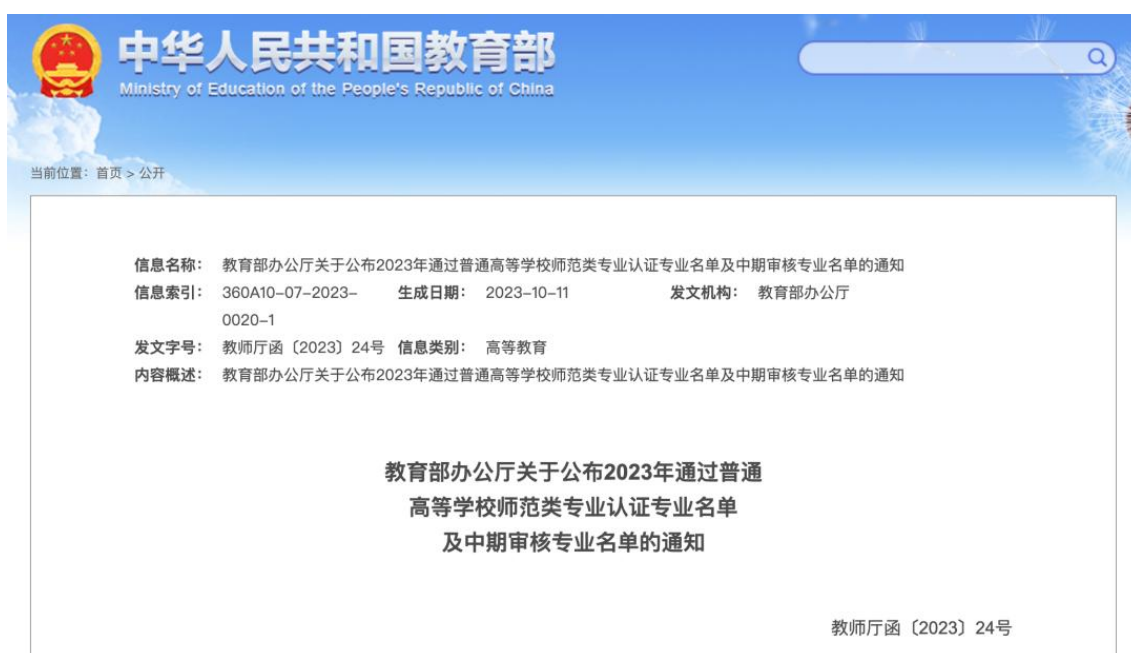 中华人民共和国教育部
Ministry of Education of the People's Republic of China
当前位置：首页 > 公开
信息名称： 教育部办公厅关于公布2023年通过普通高等学校师范类专业认证专业名单及中期审核专业名单的通知
信息索引： 360A10-07-2023-0020-1 生成日期： 2023-10-11 发文机构： 教育部办公厅
发文字号： 教师厅函〔2023〕24号 信息类别： 高等教育
内容概述： 教育部办公厅关于公布2023年通过普通高等学校师范类专业认证专业名单及中期审核专业名单的通知
教育部办公厅关于公布2023年通过普通
高等学校师范类专业认证专业名单
及中期审核专业名单的通知
教师厅函〔2023〕24号